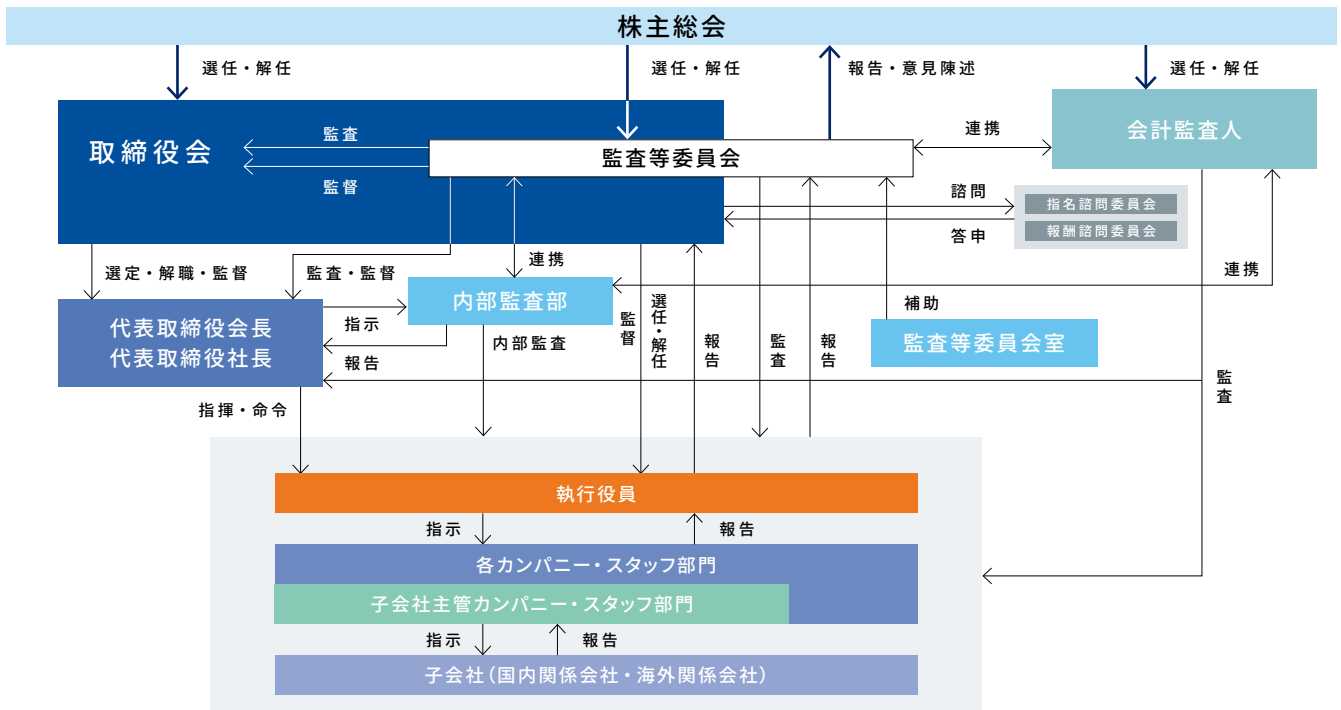 株主総会
選任・解任
選任・解任
報告・意見陳述
選任・解任
取締役会
監査
監督
監査等委員会
連携
会計監査人
諮問
答申
指名諮問委員会
報酬諮問委員会
選定・解職・監督
監査・監督
連携
連携
代表取締役会長
代表取締役社長
指示
報告
内部監査部
内部監査
監督
選任・解任
報告
監査
報告
補助
監査等委員会室
監査
指揮・命令
執行役員
指示
報告
各カンパニー・スタッフ部門
子会社主管カンパニー・スタッフ部門
指示
報告
子会社（国内関係会社・海外関係会社）